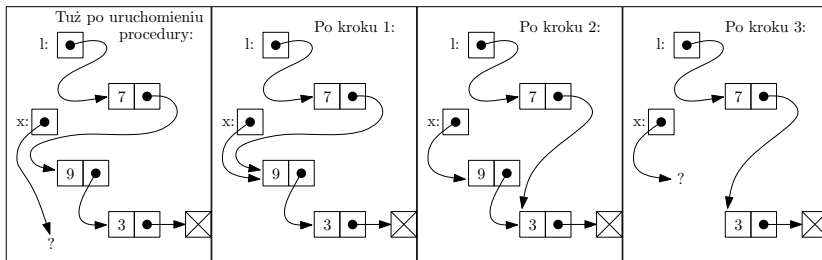 Tuż po uruchomieniu
procedury:
l:
7
x:
9
3
?
Po kroku 1:
l:
7
x:
9
3
Po kroku 2:
l:
7
x:
9
3
Po kroku 3:
l:
7
x:
?
3